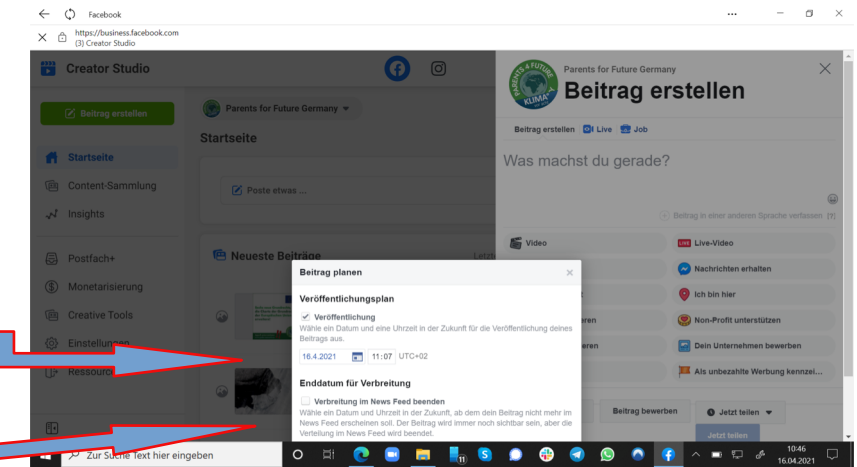 Facebook
https://business.facebook.com
(3) Creator Studio
Creator Studio
Beitrag erstellen
Startseite
Content-Sammlung
Insights
Postfach+
Monetarisierung
Creative Tools
Einstellungen
Parents for Future Germany
Startseite
Poste etwas ...
Neueste Beiträge
Beitrag planen
Veröffentlichungsplan
Veröffentlichung
Wähle ein Datum und eine Uhrzeit in der Zukunft für die Veröffentlichung deines
Beitrags aus.
16.4.2021 11:07 UTC+02
Enddatum für Verbreitung
Verbreitung im News Feed beenden
Wähle ein Datum und Uhrzeit in der Zukunft, ab dem dein Beitrag nicht mehr im
News Feed erscheinen soll. Der Beitrag wird immer noch sichtbar sein, aber die
Verteilung im News Feed wird beendet.
PARENTS 4 FUTURE
KLIMA
Parents for Future Germany
Beitrag erstellen
Beitrag erstellen Live Job
Was machst du gerade?
Beitrag in einer anderen Sprache verfassen [?]
Video
LIVE Live-Video
Nachrichten erhalten
Ich bin hier
Non-Profit unterstützen
Dein Unternehmen bewerben
Als unbezahlte Werbung kennzei...
Beitrag bewerben
Jetzt teilen
Jetzt teilen
Zur Suche Text hier eingeben
11
10:46
16.04.2021